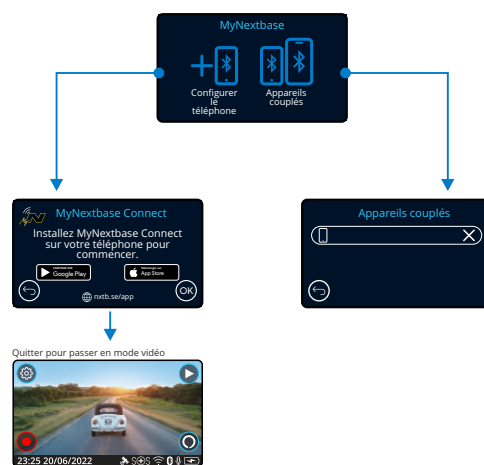 MyNextbase
Configurer
le
téléphone
Appareils
couplés
MyNextbase Connect
Installez MyNextbase Connect
sur votre téléphone pour
commencer.
Google Play
App Store
nxtb.se/app
OK
Appareils couplés
Quitter pour passer en mode vidéo
23:25 20/06/2022
SOS